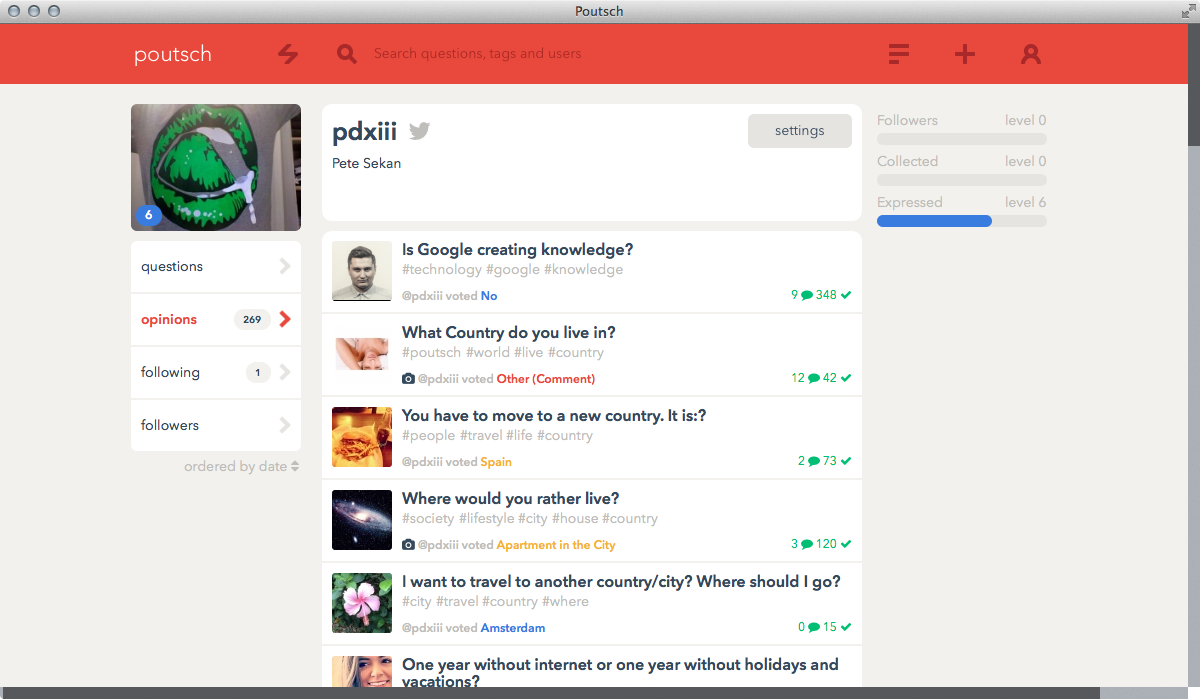 Poutsch
poutsch
Search questions, tags and users
6
questions
opinions 269
following 1
followers
ordered by date
pdxiii
settings
Pete Sekan
Is Google creating knowledge?
#technology #google #knowledge
@pdxiii voted No
9 348
What Country do you live in?
#poutsch #world #live #country
@pdxiii voted Other (Comment)
12 42
You have to move to a new country. It is:?
#people #travel #life #country
@pdxiii voted Spain
2 73
Where would you rather live?
#society #lifestyle #city #house #country
@pdxiii voted Apartment in the City
3 120
I want to travel to another country/city? Where should I go?
#city #travel #country #where
@pdxiii voted Amsterdam
0 15
One year without internet or one year without holidays and
vacations?
Followers level 0
Collected level 0
Expressed level 6